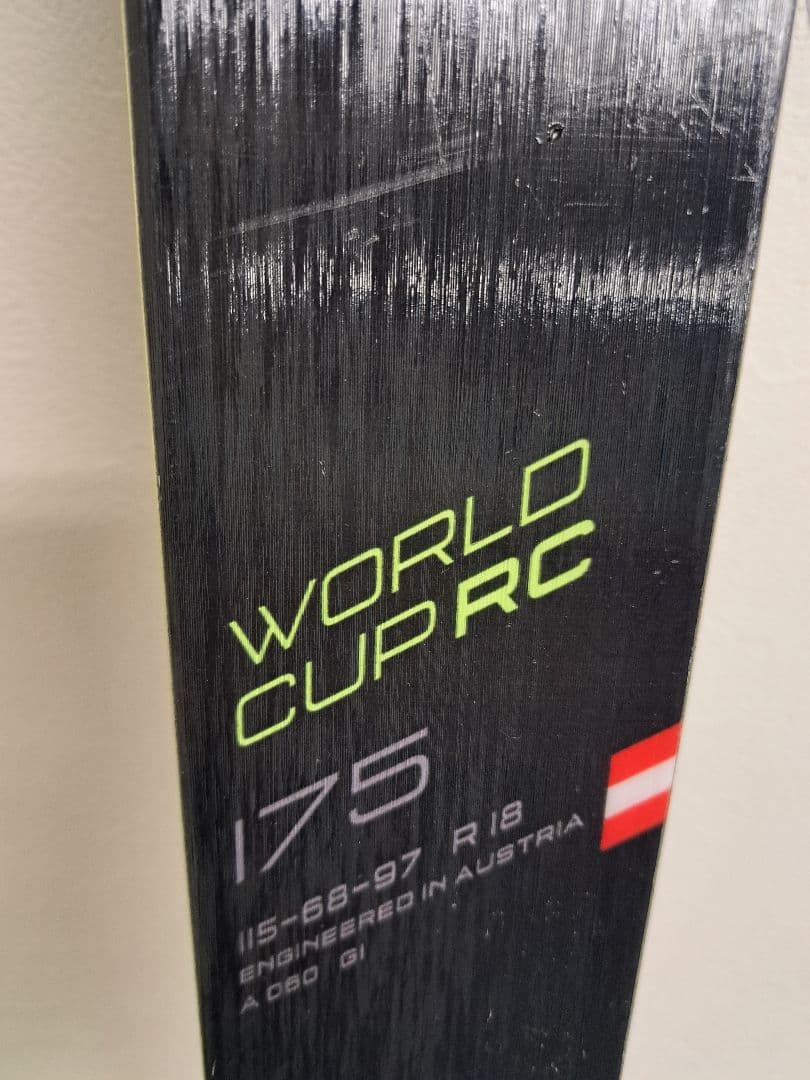 WORLD
CUP RC
175
115-68-97 R 18
ENGINEERED IN AUSTRIA
A 060 GI